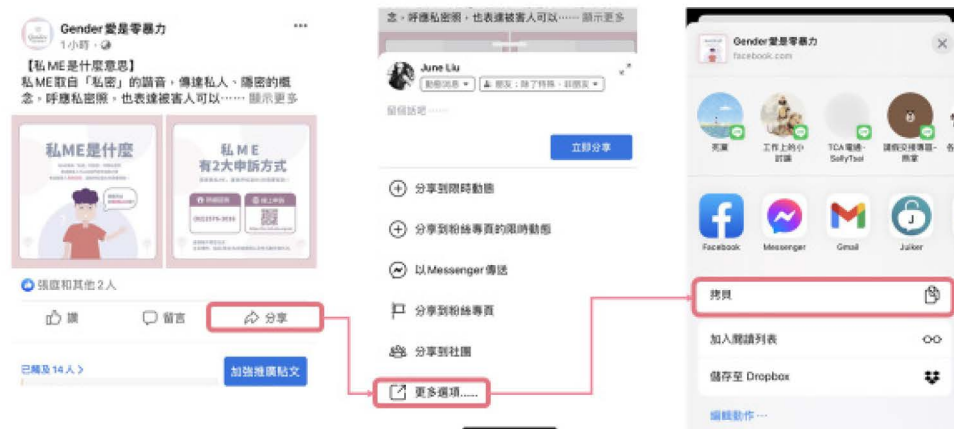 Gender愛是零暴力
1小時
【私ME是什麼意思】
私ME取自「私密」的諧音，傳達私人、隱密的概
念，呼應私密照，也表達被害人可以⋯⋯ 顯示更多
私ME是什麼
私ME
有2大申訴方式
張庭和其他2人
讚
留言
分享
已觸及14人
加強推廣貼文
念，呼應私密照，也表達被害人可以⋯⋯ 顯示更多
June Liu
動態消息
朋友；除了特殊、非朋友
留個話吧⋯⋯
立即分享
分享到限時動態
分享到粉絲專頁的限時動態
以Messenger傳送
分享到粉絲專頁
分享到社團
更多選項......
Gender愛是零暴力
facebook.com
死黨
工作上的小
討論
TCA電通-
SallyTsai
請假交接專區-
熊掌
Facebook
Messenger
Gmail
Juiker
拷貝
加入閱讀列表
儲存至 Dropbox
編輯動作⋯